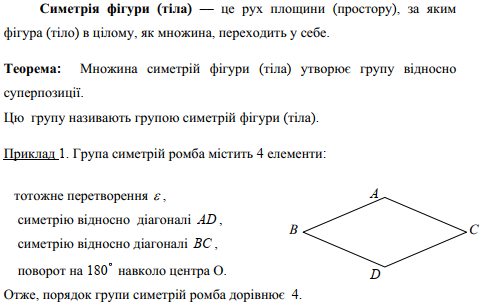 Симетрія фігури (тіла) — це рух площини (простору), за яким
фігура (тіло) в цілому, як множина, переходить у себе.
Теорема: Множина симетрій фігури (тіла) утворює групу відносно
суперпозиції.
Цю групу називають групою симетрій фігури (тіла).
Приклад 1. Група симетрій ромба містить 4 елементи:
тотожне перетворення ε,
симетрію відносно діагоналі AD,
симетрію відносно діагоналі BC,
поворот на 180° навколо центра О.
Отже, порядок групи симетрій ромба дорівнює 4.
A
B
C
D